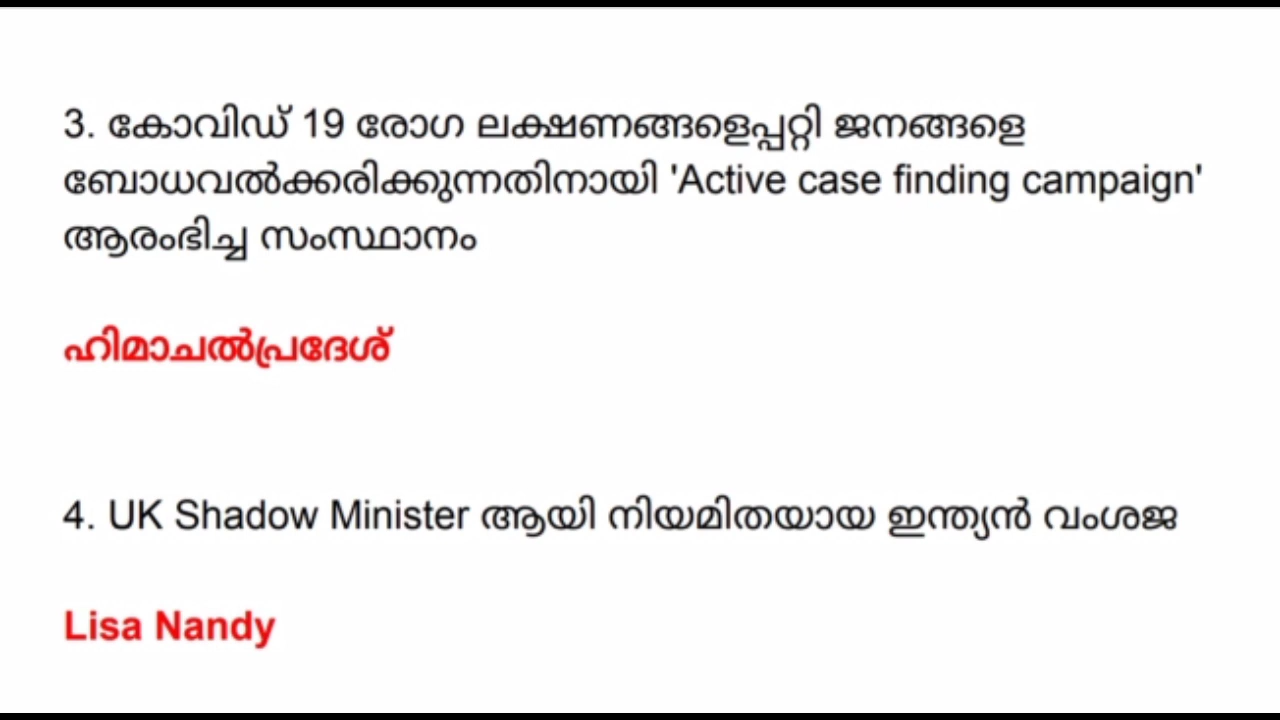 3. കോവിഡ് 19 രോഗ ലക്ഷണങ്ങളെപ്പറ്റി ജനങ്ങളെ
ബോധവൽക്കരിക്കുന്നതിനായി 'Active case finding campaign'
ആരംഭിച്ച സംസ്ഥാനം
ഹിമാചൽപ്രദേശ്
4. UK Shadow Minister ആയി നിയമിതയായ ഇന്ത്യൻ വംശജ
Lisa Nandy